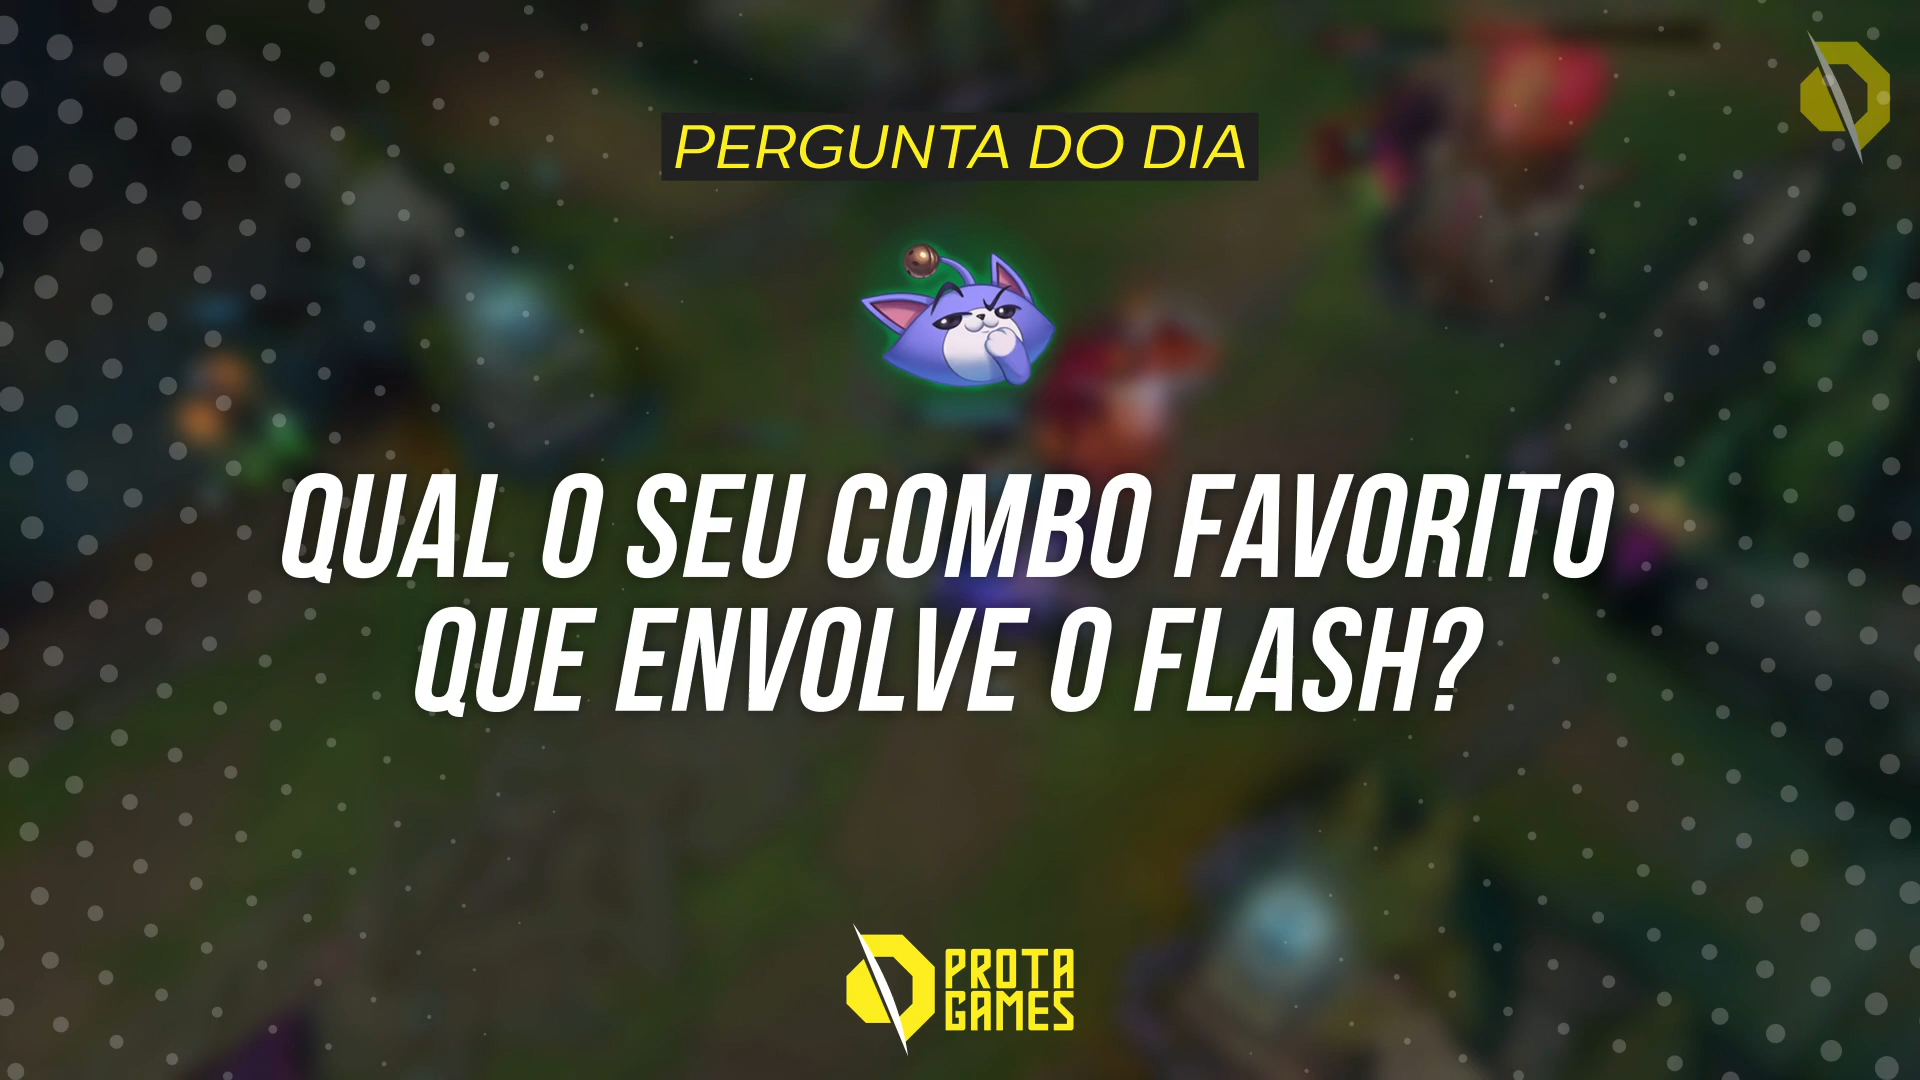 PERGUNTA DO DIA
QUAL O SEU COMBO FAVORITO
QUE ENVOLVE O FLASH?
PROTA
GAMES